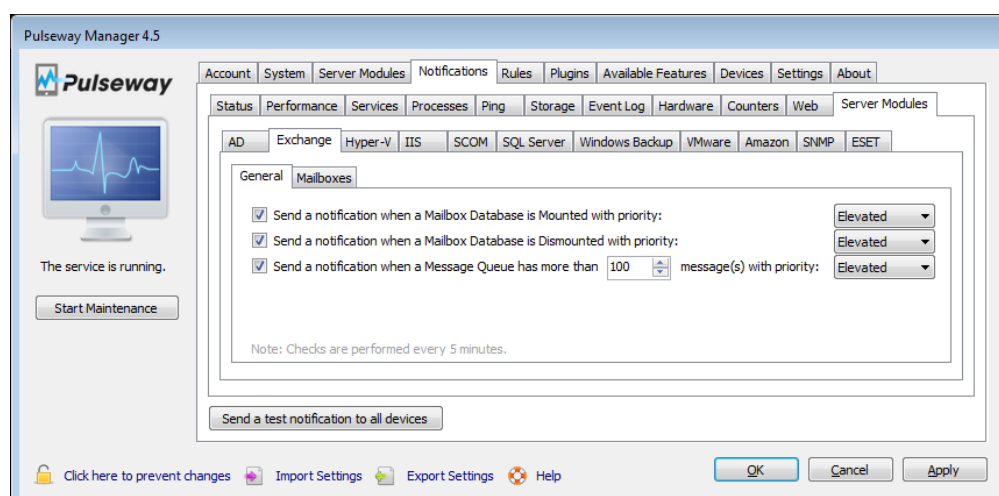 Pulseway Manager 4.5
Pulseway
The service is running.
Start Maintenance
Account System Server Modules Notifications Rules Plugins Available Features Devices Settings About
Status Performance Services Processes Ping Storage Event Log Hardware Counters Web Server Modules
AD Exchange Hyper-V IIS SCOM SQL Server Windows Backup VMware Amazon SNMP ESET
General Mailboxes
Send a notification when a Mailbox Database is Mounted with priority: Elevated
Send a notification when a Mailbox Database is Dismounted with priority: Elevated
Send a notification when a Message Queue has more than 100 message(s) with priority: Elevated
Note: Checks are performed every 5 minutes.
Send a test notification to all devices
Click here to prevent changes Import Settings Export Settings Help OK Cancel Apply